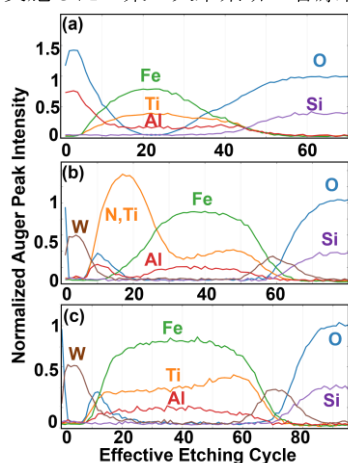 (a)
1.5
1
0.5
0
O
Fe
Ti
Al
Si
0
20
40
60
(b)
1
0.5
0
W
N,Ti
Fe
Al
O
Si
0
20
40
60
(c)
1
0.5
0
W
Fe
Ti
Al
O
Si
0
20
40
60
80
Normalized Auger Peak Intensity
Effective Etching Cycle